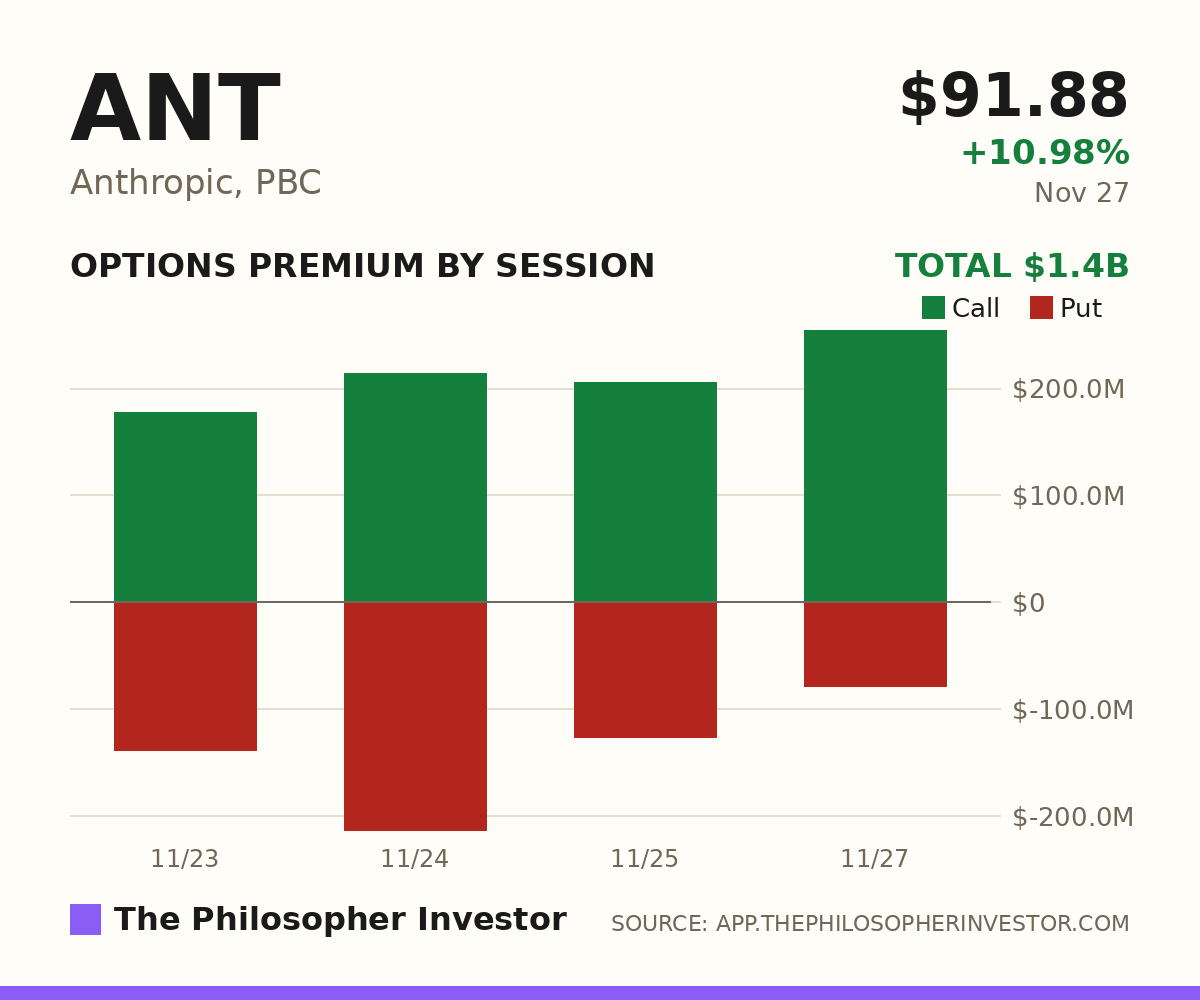 ANT
Anthropic, PBC
$91.88
+10.98%
Nov 27
OPTIONS PREMIUM BY SESSION
TOTAL $1.4B
Call
Put
$200.0M
$100.0M
$0
$-100.0M
$-200.0M
11/23
11/24
11/25
11/27
The Philosopher Investor
SOURCE: APP.THEPHILOSOPHERINVESTOR.COM